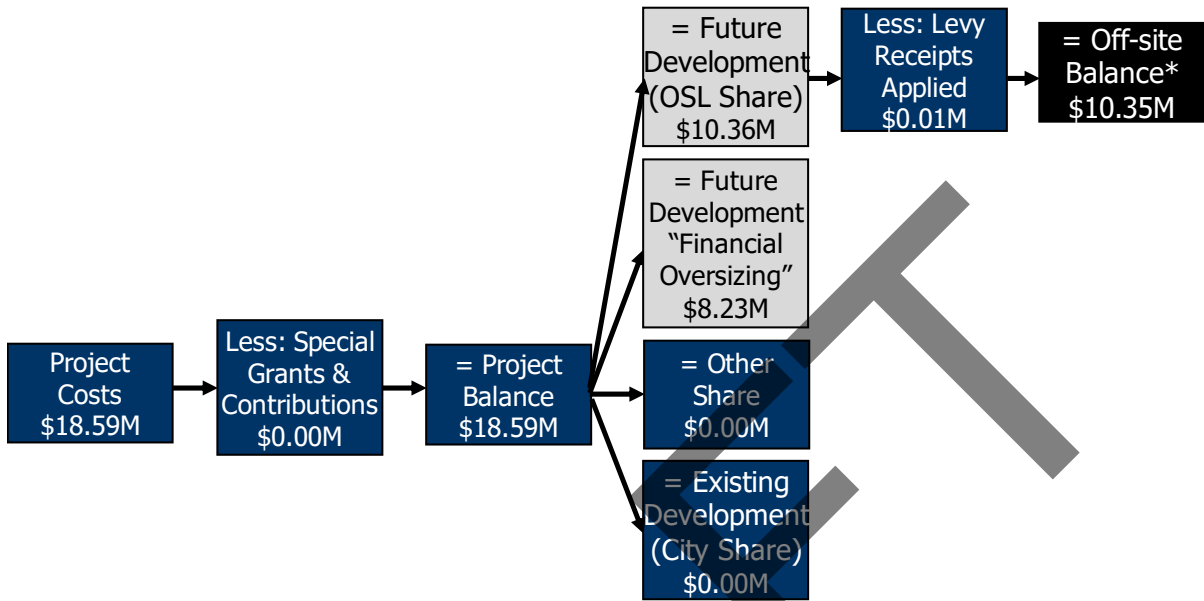 Project
Costs
$18.59M
Less: Special
Grants &
Contributions
$0.00M
= Project
Balance
$18.59M
= Future
Development
(OSL Share)
$10.36M
Less: Levy
Receipts
Applied
$0.01M
= Off-site
Balance*
$10.35M
= Future
Development
“Financial
Oversizing”
$8.23M
= Other
Share
$0.00M
= Existing
Development
(City Share)
$0.00M